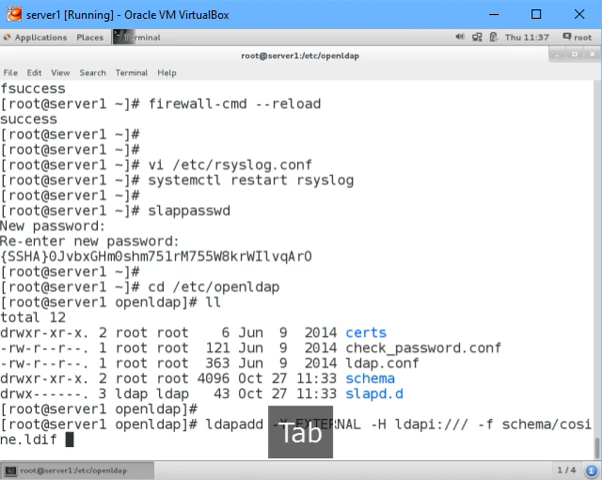 server1 [Running] - Oracle VM VirtualBox
Applications Places Terminal Thu 11:37 root
root@server1:/etc/openldap
File Edit View Search Terminal Help
fsuccess
[root@server1 ~]# firewall-cmd --reload
success
[root@server1 ~]#
[root@server1 ~]#
[root@server1 ~]# vi /etc/rsyslog.conf
[root@server1 ~]# systemctl restart rsyslog
[root@server1 ~]#
[root@server1 ~]# slappasswd
New password:
Re-enter new password:
{SSHA}0JvbxGHm0shm751rM755W8krWIlvqArO
[root@server1 ~]#
[root@server1 ~]# cd /etc/openldap
[root@server1 openldap]# ll
total 12
drwxr-xr-x. 2 root root 6 Jun 9 2014 certs
-rw-r--r--. 1 root root 121 Jun 9 2014 check_password.conf
-rw-r--r--. 1 root root 363 Jun 9 2014 ldap.conf
drwxr-xr-x. 2 root root 4096 Oct 27 11:33 schema
drwx------. 3 ldap ldap 43 Oct 27 11:33 slapd.d
[root@server1 openldap]#
[root@server1 openldap]# ldapadd -Y EXTERNAL -H ldapi:/// -f schema/cosi
ne.ldif
Tab
root@server1:/etc/openldap 1 / 4